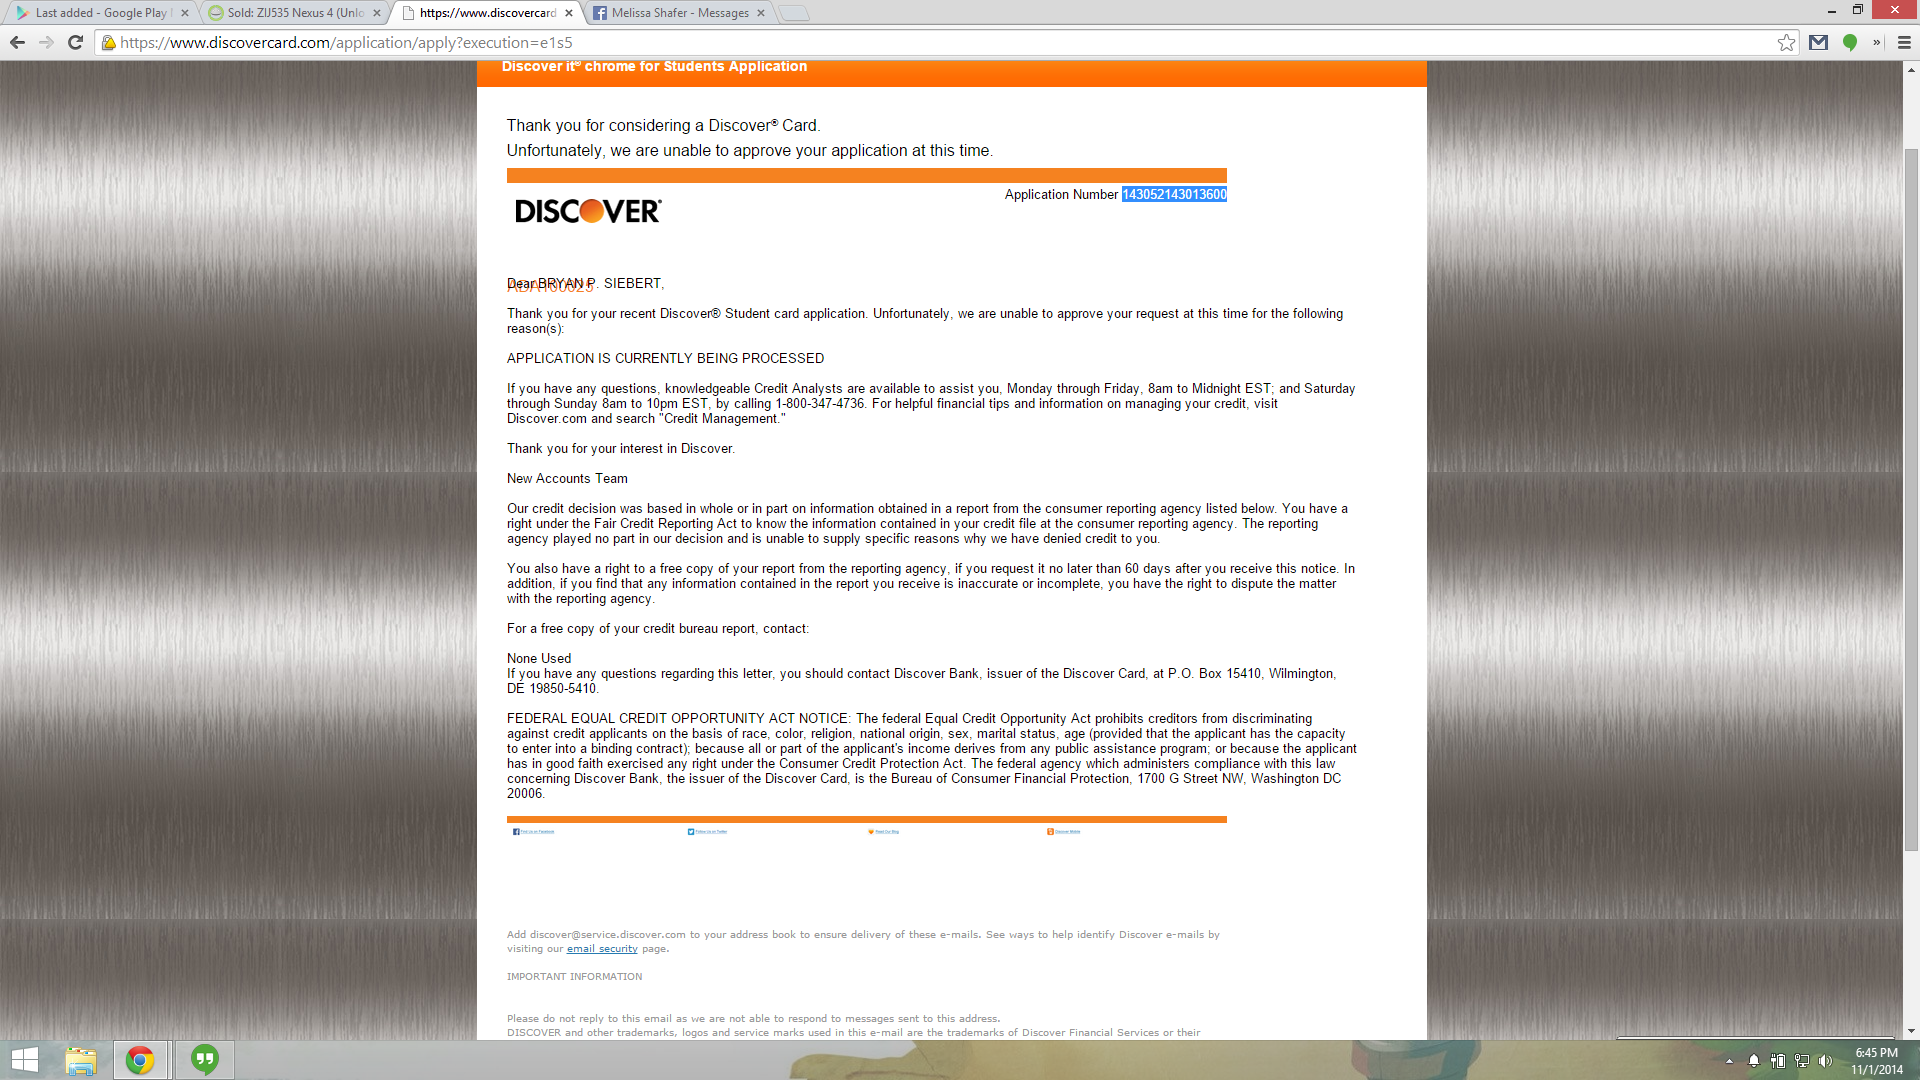 Last added - Google Play
Sold: ZIJ535 Nexus 4 (Unlo
https://www.discovercard
Melissa Shafer - Messages
https://www.discovercard.com/application/apply?execution=e1s5
Discover it® chrome for Students Application
Thank you for considering a Discover® Card.
Unfortunately, we are unable to approve your application at this time.
Application Number 143052143013600
DISCOVER
Dear BRYAN P. SIEBERT,
Thank you for your recent Discover® Student card application. Unfortunately, we are unable to approve your request at this time for the following
reason(s):
APPLICATION IS CURRENTLY BEING PROCESSED
If you have any questions, knowledgeable Credit Analysts are available to assist you, Monday through Friday, 8am to Midnight EST; and Saturday
through Sunday 8am to 10pm EST, by calling 1-800-347-4736. For helpful financial tips and information on managing your credit, visit
Discover.com and search "Credit Management."
Thank you for your interest in Discover.
New Accounts Team
Our credit decision was based in whole or in part on information obtained in a report from the consumer reporting agency listed below. You have a
right under the Fair Credit Reporting Act to know the information contained in your credit file at the consumer reporting agency. The reporting
agency played no part in our decision and is unable to supply specific reasons why we have denied credit to you.
You also have a right to a free copy of your report from the reporting agency, if you request it no later than 60 days after you receive this notice. In
addition, if you find that any information contained in the report you receive is inaccurate or incomplete, you have the right to dispute the matter
with the reporting agency.
For a free copy of your credit bureau report, contact:
None Used
If you have any questions regarding this letter, you should contact Discover Bank, issuer of the Discover Card, at P.O. Box 15410, Wilmington,
DE 19850-5410.
FEDERAL EQUAL CREDIT OPPORTUNITY ACT NOTICE: The federal Equal Credit Opportunity Act prohibits creditors from discriminating
against credit applicants on the basis of race, color, religion, national origin, sex, marital status, age (provided that the applicant has the capacity
to enter into a binding contract); because all or part of the applicant's income derives from any public assistance program; or because the applicant
has in good faith exercised any right under the Consumer Credit Protection Act. The federal agency which administers compliance with this law
concerning Discover Bank, the issuer of the Discover Card, is the Bureau of Consumer Financial Protection, 1700 G Street NW, Washington DC
20006.
Find Us on Facebook
Follow Us on Twitter
Read Our Blog
Discover Mobile
Add discover@service.discover.com to your address book to ensure delivery of these e-mails. See ways to help identify Discover e-mails by
visiting our email security page.
IMPORTANT INFORMATION
Please do not reply to this email as we are not able to respond to messages sent to this address.
DISCOVER and other trademarks, logos and service marks used in this e-mail are the trademarks of Discover Financial Services or their
6:45 PM
11/1/2014